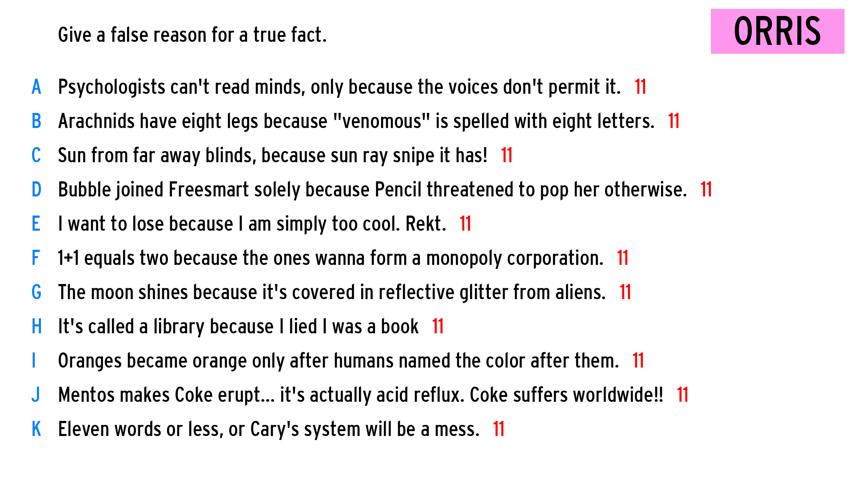 Give a false reason for a true fact.
ORRIS
A Psychologists can't read minds, only because the voices don't permit it. 11
B Arachnids have eight legs because "venomous" is spelled with eight letters. 11
C Sun from far away blinds, because sun ray snipe it has! 11
D Bubble joined Freesmart solely because Pencil threatened to pop her otherwise. 11
E I want to lose because I am simply too cool. Rekt. 11
F 1+1 equals two because the ones wanna form a monopoly corporation. 11
G The moon shines because it's covered in reflective glitter from aliens. 11
H It's called a library because I lied I was a book 11
I Oranges became orange only after humans named the color after them. 11
J Mentos makes Coke erupt... it's actually acid reflux. Coke suffers worldwide!! 11
K Eleven words or less, or Cary's system will be a mess. 11